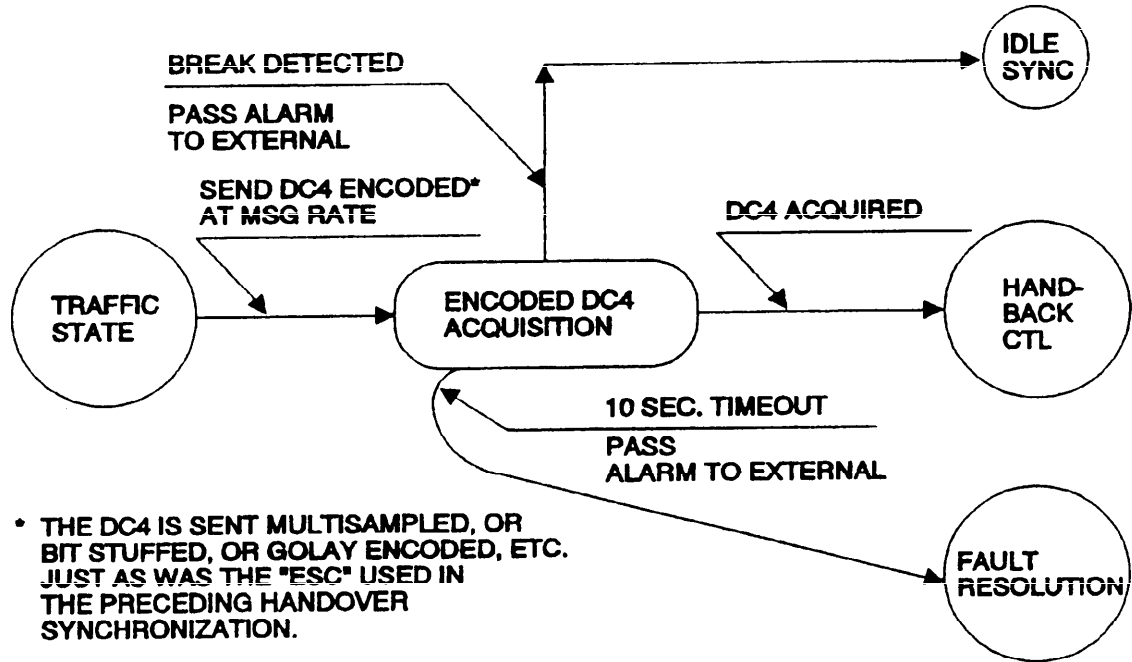 BREAK DETECTED
PASS ALARM
TO EXTERNAL
IDLE
SYNC
SEND DC4 ENCODED*
AT MSG RATE
DC4 ACQUIRED
TRAFFIC
STATE
ENCODED DC4
ACQUISITION
HAND-
BACK
CTL
10 SEC. TIMEOUT
PASS
ALARM TO EXTERNAL
FAULT
RESOLUTION
* THE DC4 IS SENT MULTISAMPLED, OR
BIT STUFFED, OR GOLAY ENCODED, ETC.
JUST AS WAS THE "ESC" USED IN
THE PRECEDING HANDOVER
SYNCHRONIZATION.